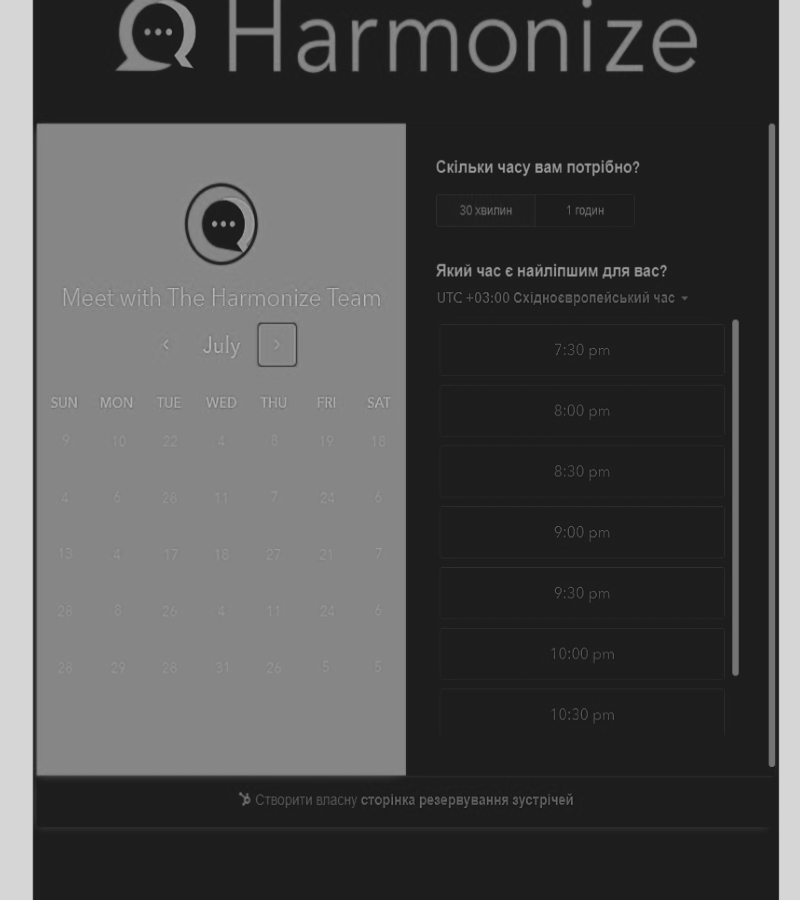 Harmonize
Meet with The Harmonize Team
July
SUN MON TUE WED THU FRI SAT
9 10 22 4 8 19 18
4 6 28 11 7 24 6
13 4 17 18 27 21 7
28 8 26 4 11 24 6
28 29 28 31 26 5 5
Скільки часу вам потрібно?
30 хвилин 1 годин
Який час є найліпшим для вас?
UTC +03:00 Східноєвропейський час
7:30 pm
8:00 pm
8:30 pm
9:00 pm
9:30 pm
10:00 pm
10:30 pm
Створити власну сторінка резервування зустрічей